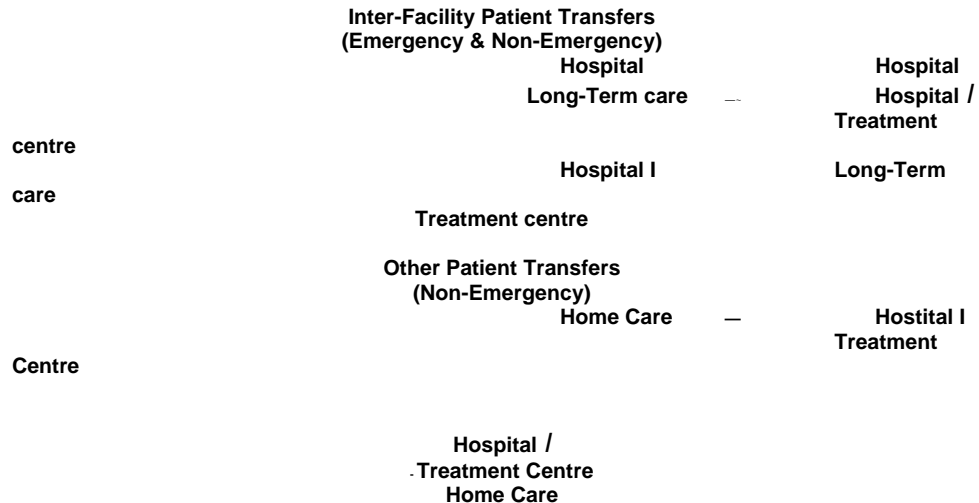 Inter-Facility Patient Transfers
(Emergency & Non-Emergency)
Hospital Hospital
Long-Term care – Hospital /
Treatment
centre
Hospital I Long-Term
care
Treatment centre
Other Patient Transfers
(Non-Emergency)
Home Care – Hostital I
Treatment
Centre
Hospital /
Treatment Centre
Home Care